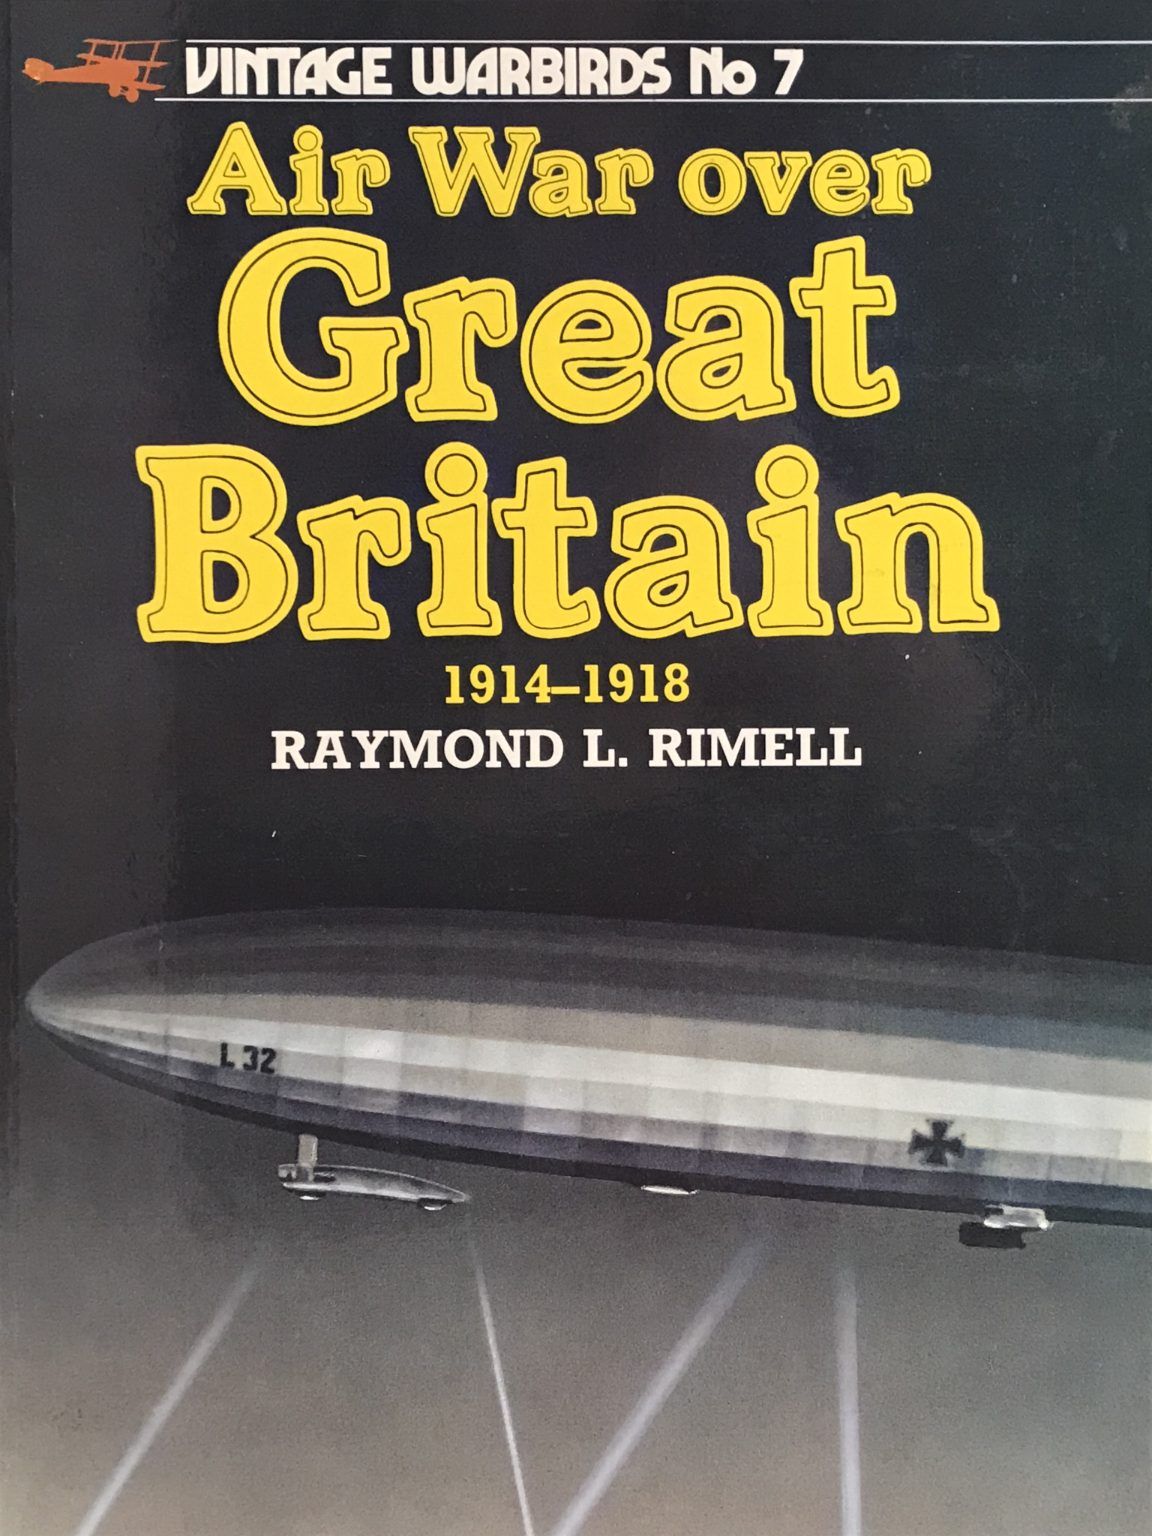 VINTAGE WARBIRDS No 7
Air War over
Great
Britain
1914–1918
RAYMOND L. RIMELL
L 32